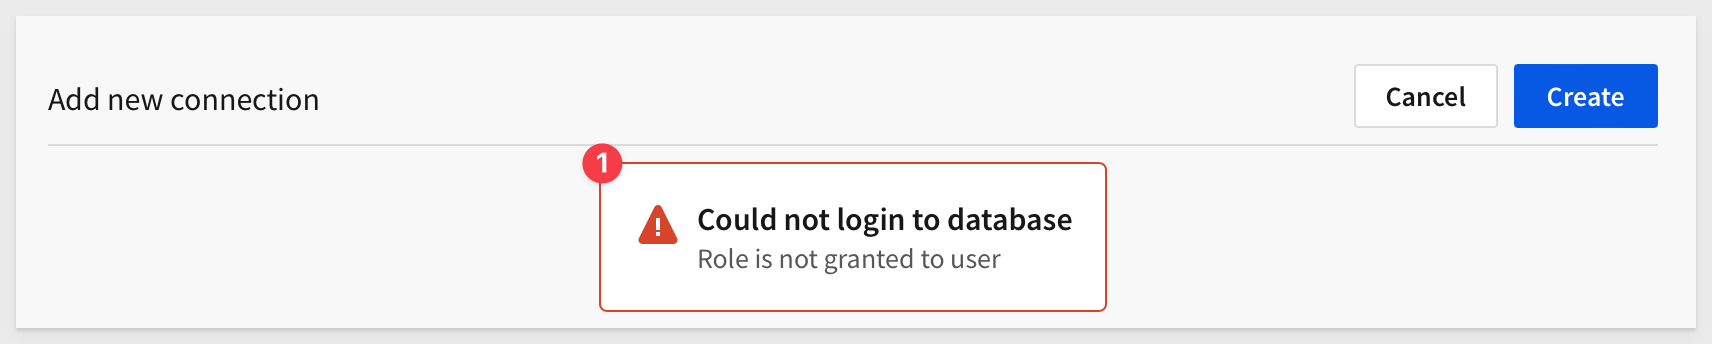 Add new connection
Cancel
Create
1
Could not login to database
Role is not granted to user